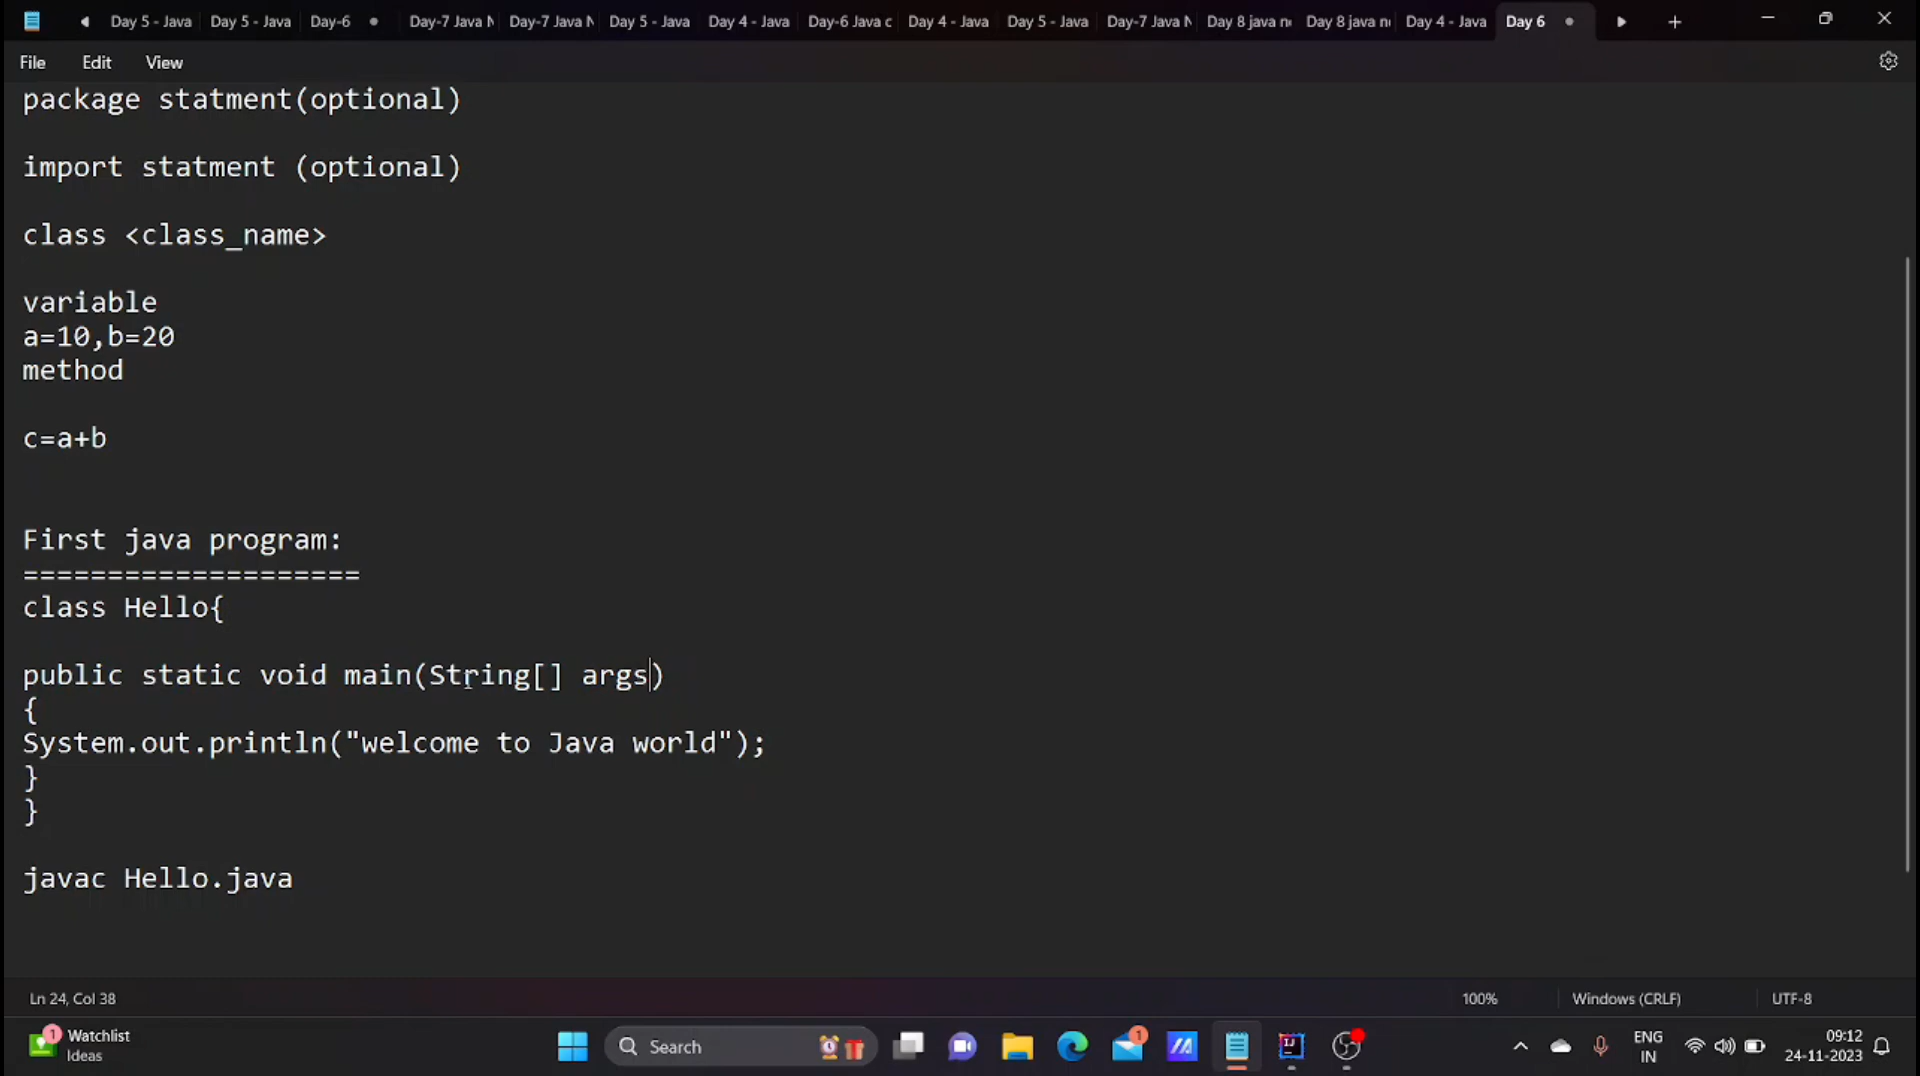 Day 5 - Java
Day 5 - Java
Day-6
Day-7 Java N
Day-7 Java N
Day 5 - Java
Day 4 - Java
Day-6 Java c
Day 4 - Java
Day 5 - Java
Day-7 Java N
Day 8 java no
Day 8 java no
Day 4 - Java
Day 6
File Edit View
package statment(optional)
import statment (optional)
class <class_name>
variable
a=10,b=20
method
c=a+b
First java program:
====================
class Hello{
public static void main(String[] args)
{
System.out.println("welcome to Java world");
}
}
javac Hello.java
Ln 24, Col 38
100%
Windows (CRLF)
UTF-8
1
Watchlist
Ideas
Search
1
IJ
ENG
IN
09:12
24-11-2023